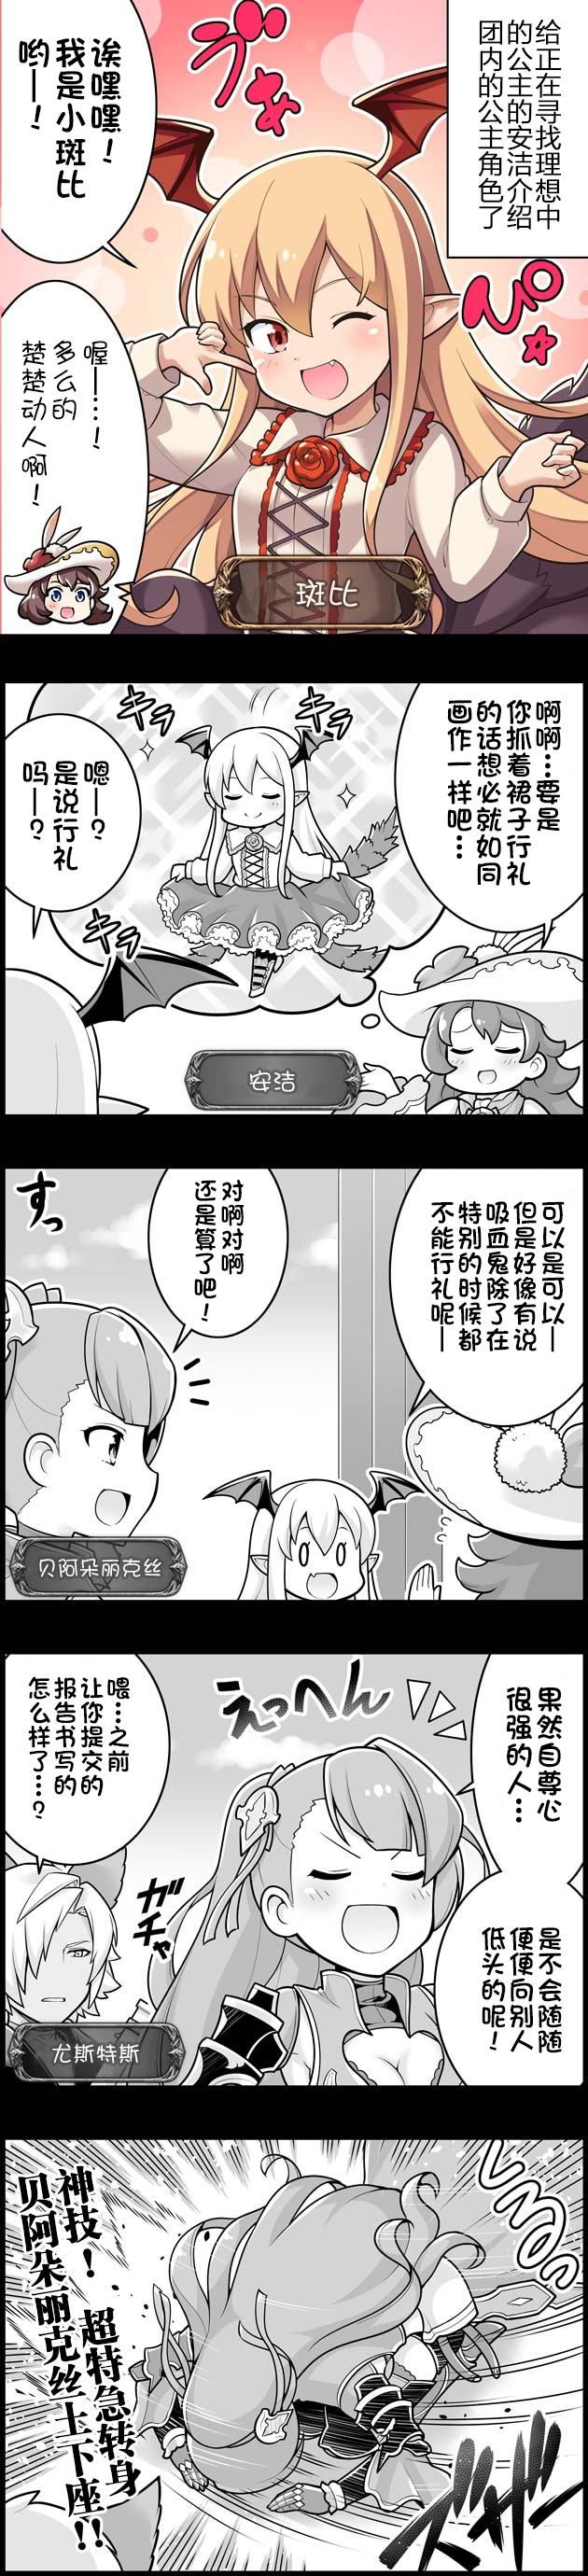 给正在寻找理想中
的公主的安洁介绍
团内的公主角色了
ヴぁ
ぴ☆
诶嘿嘿！
我是小斑比
哟—！
喔—…！
多么的
楚楚动人啊！
斑比
啊啊…要是
你抓着裙子行礼
的话想必就如同
画作一样吧…
キラ
キラ
キラ
嗯—？
是说行礼
吗—？
安洁
可以是可以—
但是好像有说
吸血鬼除了在
特别的时候都
不能行礼呢—
对啊对啊
还是算了吧！
すっ
贝阿朵丽克丝
果然自尊心
很强的人…
是不会随随
便便向别人
低头的呢！
えっへん
喂…之前
让你提交的
报告书写的
怎么样了…?
ガチャ
尤斯特斯
神技！ 超特急转身
贝阿朵丽克丝土下座!!
ズザー